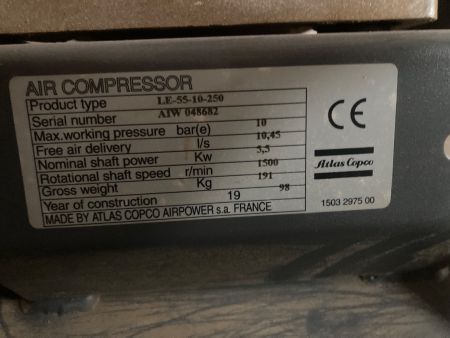 AIR COMPRESSOR
Product type LE-55-10-250
Serial number AIW 048682
Max.working pressure bar(e) 10
Free air delivery l/s 10,45
Nominal shaft power Kw 5,5
Rotational shaft speed r/min 1500
Gross weight Kg 191
Year of construction 19 98
MADE BY ATLAS COPCO AIRPOWER s.a. FRANCE
CE
Atlas Copco
1503 2975 00